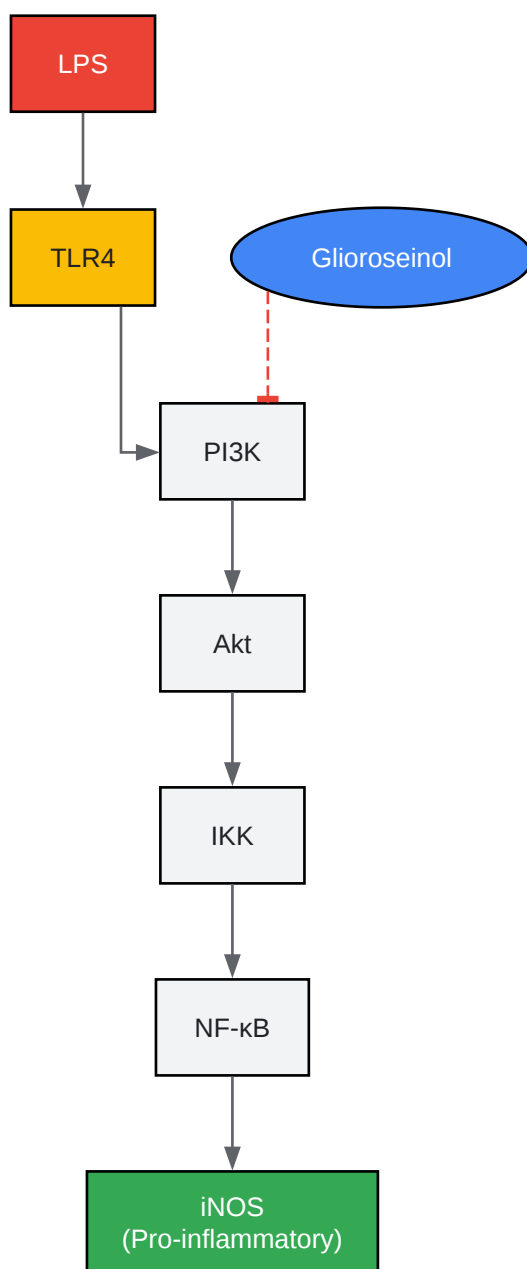 LPS
TLR4
Glioroseinol
PI3K
Akt
IKK
NF-κB
iNOS
(Pro-inflammatory)